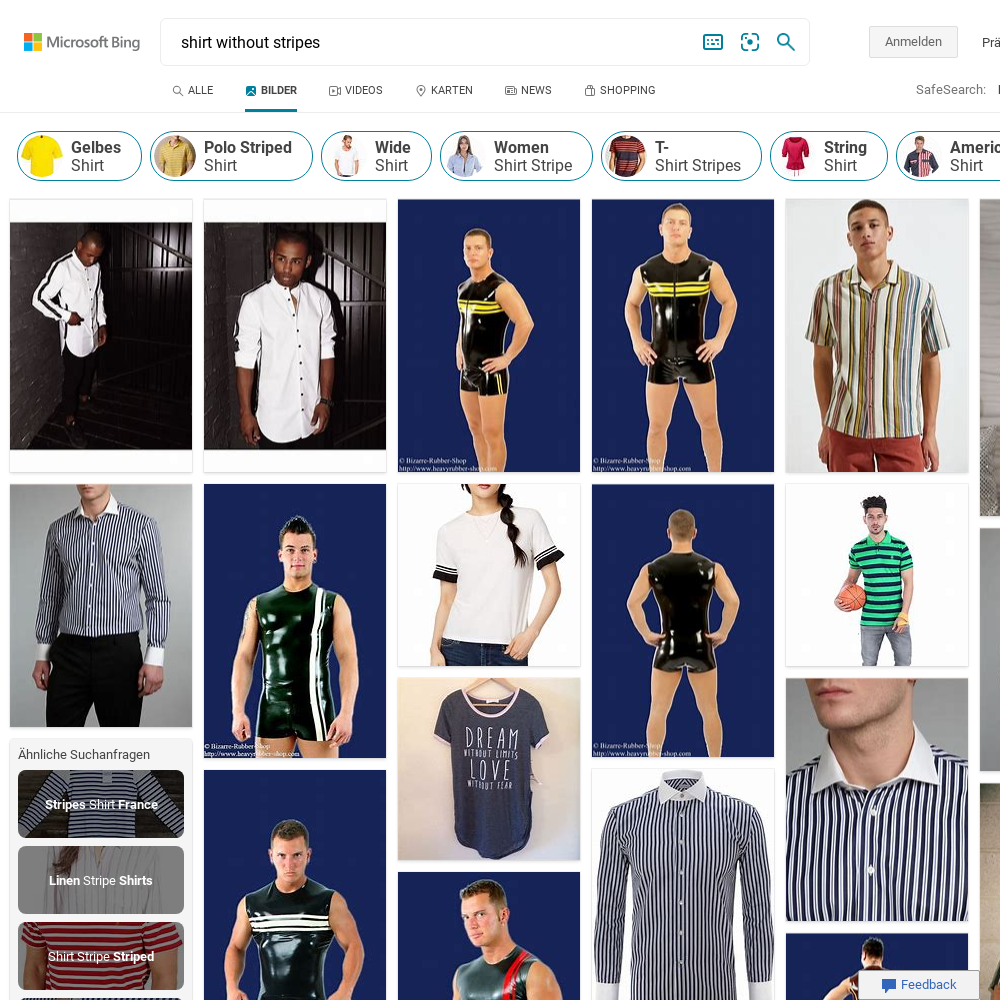 Microsoft Bing
shirt without stripes
Anmelden
Prä
ALLE
BILDER
VIDEOS
KARTEN
NEWS
SHOPPING
SafeSearch:
Gelbes
Shirt
Polo Striped
Shirt
Wide
Shirt
Women
Shirt Stripe
T-
Shirt Stripes
String
Shirt
Americ
Shirt
© Bizarre-Rubber-Shop
http://www.heavyrubber-shop.com
© Bizarre-Rubber-Shop
http://www.heavyrubber-shop.com
© Bizarre-Rubber-Shop
http://www.heavyrubber-shop.com
© Bizarre-Rubber-Shop
http://www.heavyrubber-shop.com
DREAM
WITHOUT LIMITS
LOVE
WITHOUT FEAR
Ähnliche Suchanfragen
Stripes Shirt France
Linen Stripe Shirts
Shirt Stripe Striped
Feedback